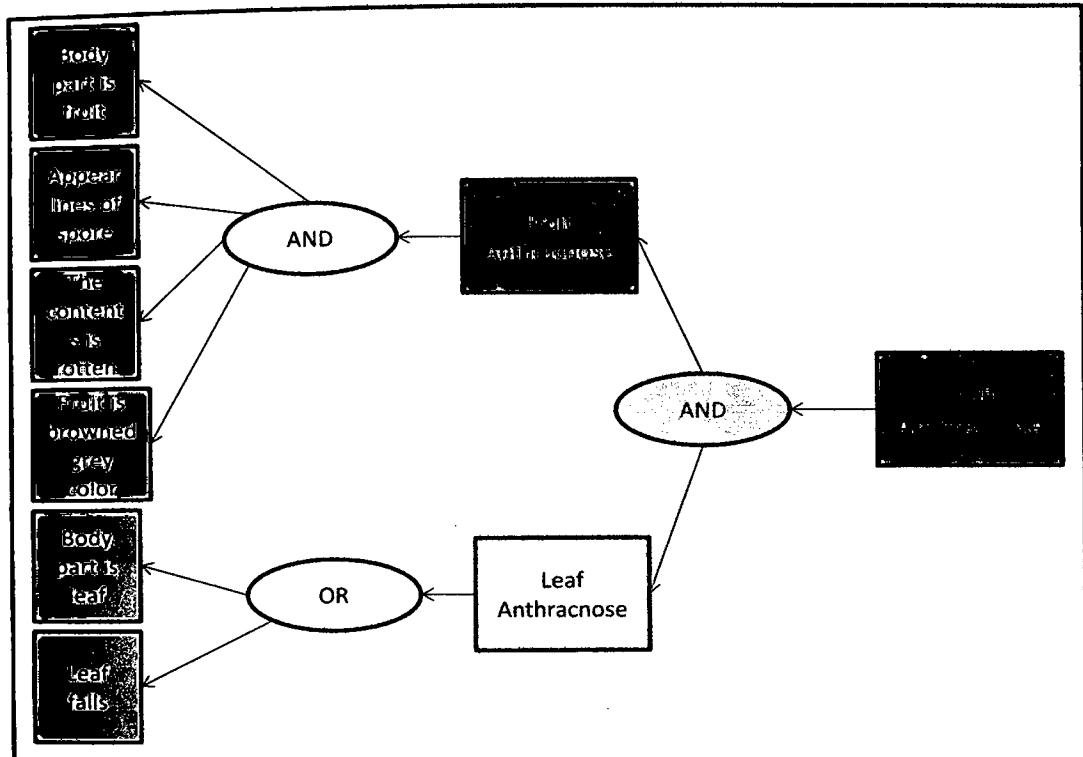 Body
part is
fruit
Appear
lines of
spore
The
content
s is
rotten
Fruit is
browned
grey
color
Body
part is
leaf
Leaf
falls
AND
Fruit
Anthracnose
AND
OR
Leaf
Anthracnose